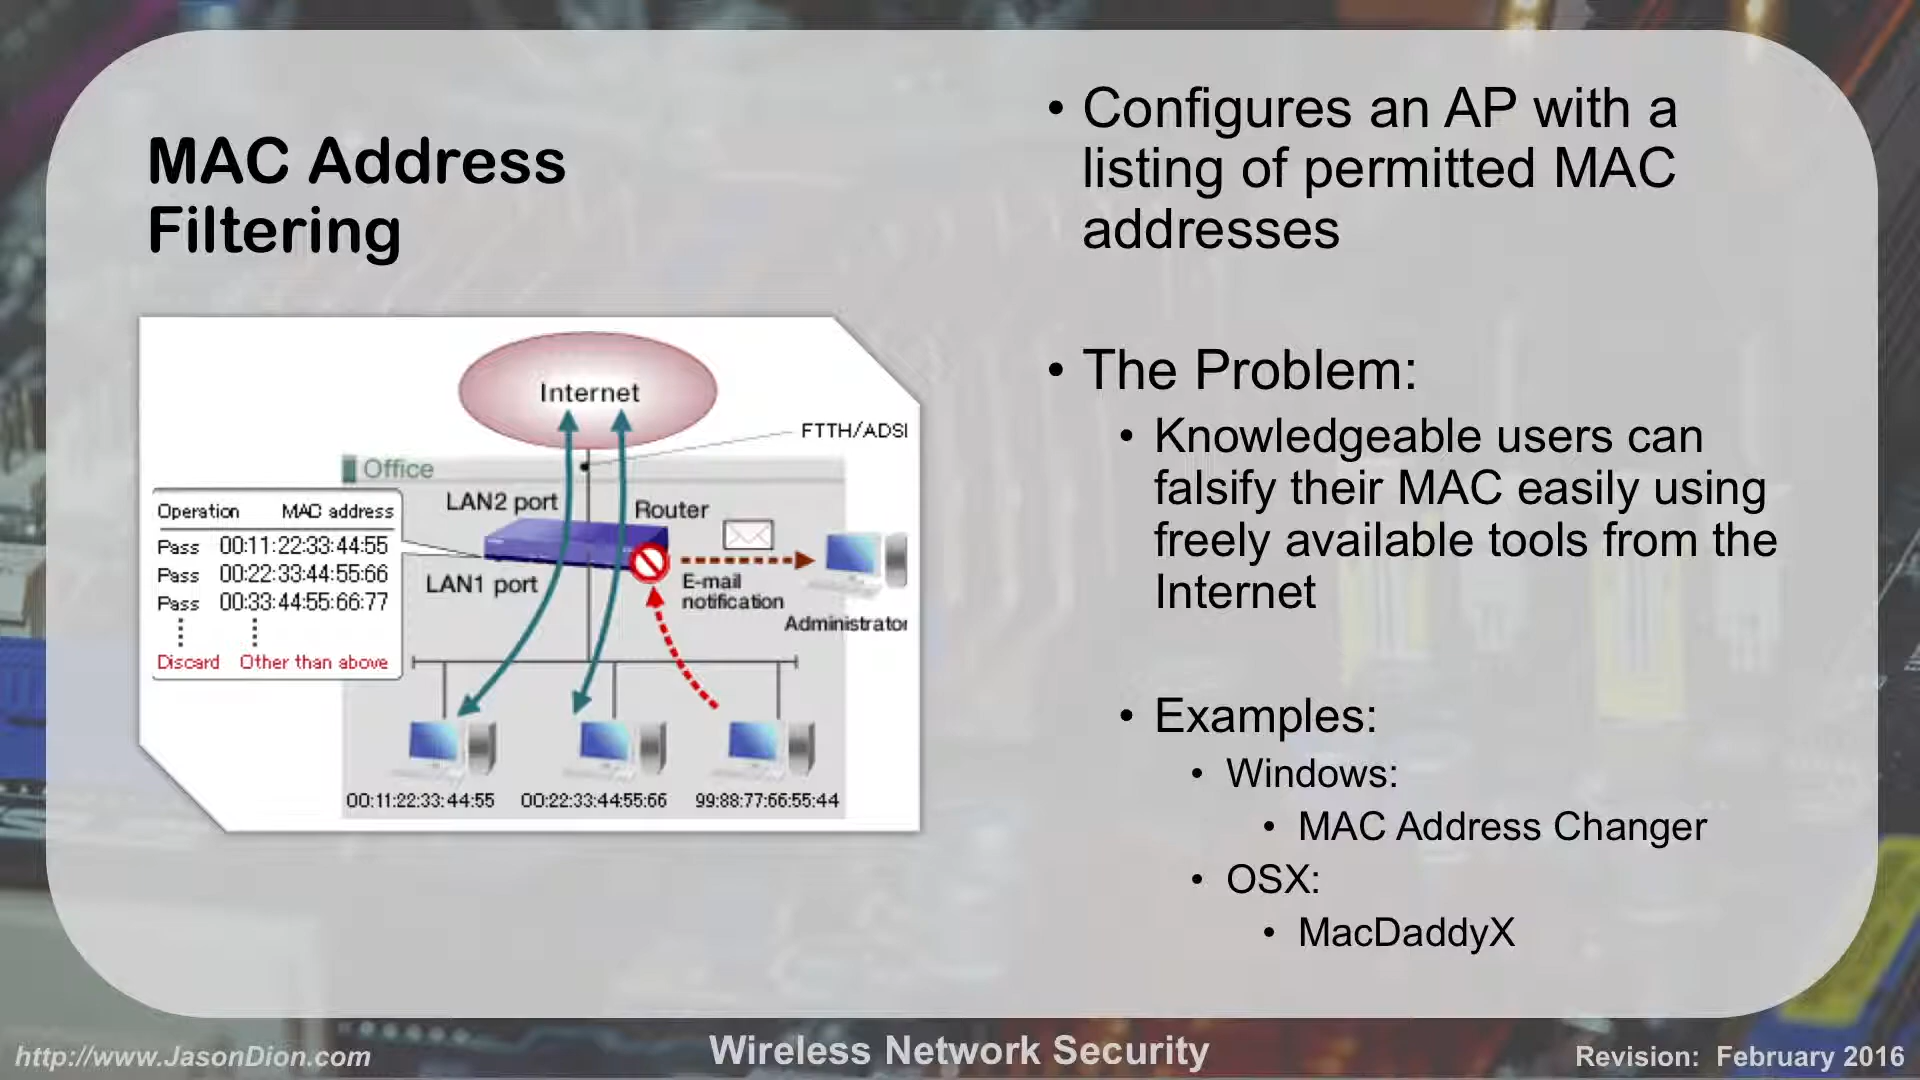 MAC Address
Filtering
• Configures an AP with a
listing of permitted MAC
addresses
• The Problem:
• Knowledgeable users can
falsify their MAC easily using
freely available tools from the
Internet
• Examples:
• Windows:
• MAC Address Changer
• OSX:
• MacDaddyX
Internet
FTTH/ADSl
Office
LAN2 port
Router
Operation MAC address
Pass 00:11:22:33:44:55
Pass 00:22:33:44:55:66
Pass 00:33:44:55:66:77
Discard Other than above
LAN1 port
E-mail
notification
Administrator
00:11:22:33:44:55 00:22:33:44:55:66 99:88:77:66:55:44
http://www.JasonDion.com
Wireless Network Security
Revision: February 2016